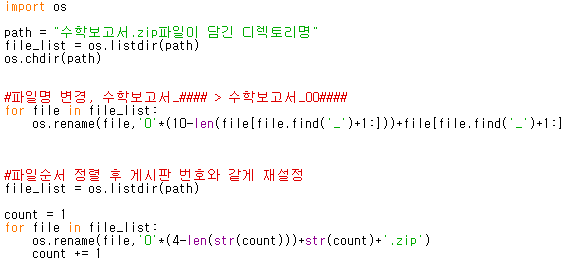 import os
path = "수학보고서.zip파일이 담긴 디렉토리명"
file_list = os.listdir(path)
os.chdir(path)
#파일명 변경, 수학보고서_#### > 수학보고서_00####
for file in file_list:
    os.rename(file,'0'*(10-len(file[file.find('_')+1:]))+file[file.find('_')+1:]
#파일순서 정렬 후 게시판 번호와 같게 재설정
file_list = os.listdir(path)
count = 1
for file in file_list:
    os.rename(file,'0'*(4-len(str(count)))+str(count)+'.zip')
    count += 1